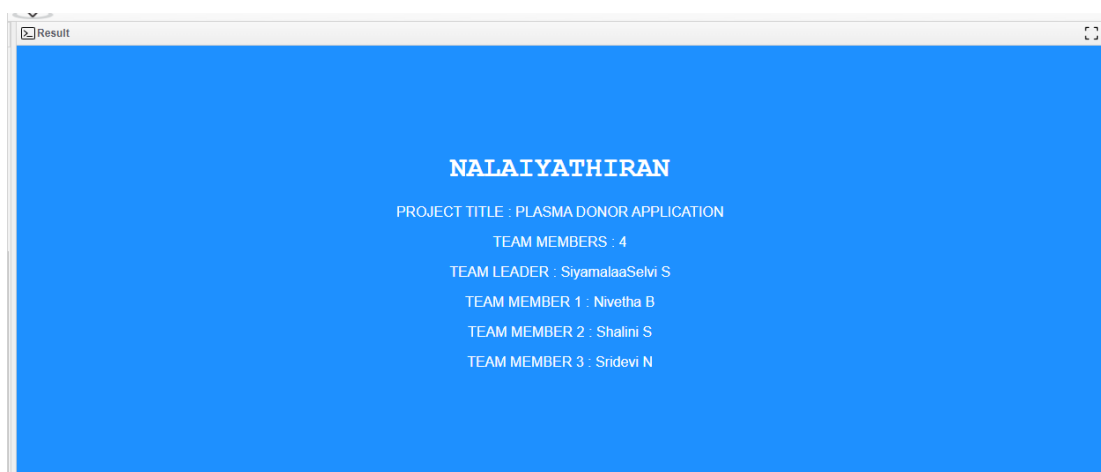 Result
NALAIYATHIRAN
PROJECT TITLE : PLASMA DONOR APPLICATION
TEAM MEMBERS : 4
TEAM LEADER : SiyamalaaSelvi S
TEAM MEMBER 1 : Nivetha B
TEAM MEMBER 2 : Shalini S
TEAM MEMBER 3 : Sridevi N